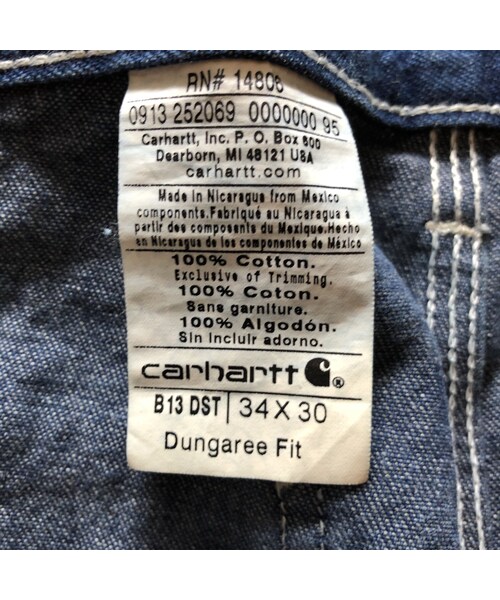 RN# 14806
0913 252069 0000000 95
Carhartt, Inc. P. O. Box 600
Dearborn, MI 48121 USA
carhartt.com
Made in Nicaragua from Mexico
components.Fabriqué au Nicaragua à
partir des composants du Mexique.Hecho
en Nicaragua de los componentes de México
100% Cotton.
Exclusive of Trimming.
100% Coton.
Sans garniture.
100% Algodón.
Sin incluir adorno.
carhartt ®
B13 DST 34 X 30
Dungaree Fit